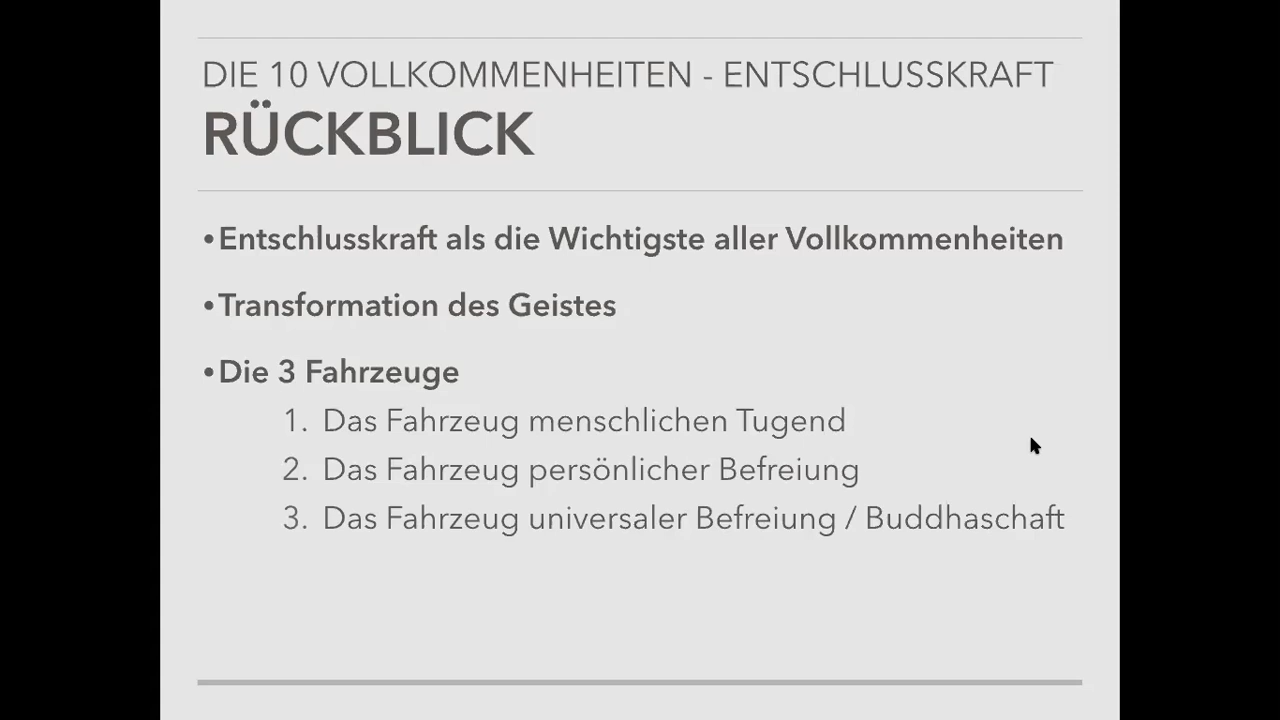 DIE 10 VOLLKOMMENHEITEN - ENTSCHLUSSKRAFT
RÜCKBLICK
•Entschlusskraft als die Wichtigste aller Vollkommenheiten
•Transformation des Geistes
•Die 3 Fahrzeuge
1. Das Fahrzeug menschlichen Tugend
2. Das Fahrzeug persönlicher Befreiung
3. Das Fahrzeug universaler Befreiung / Buddhaschaft